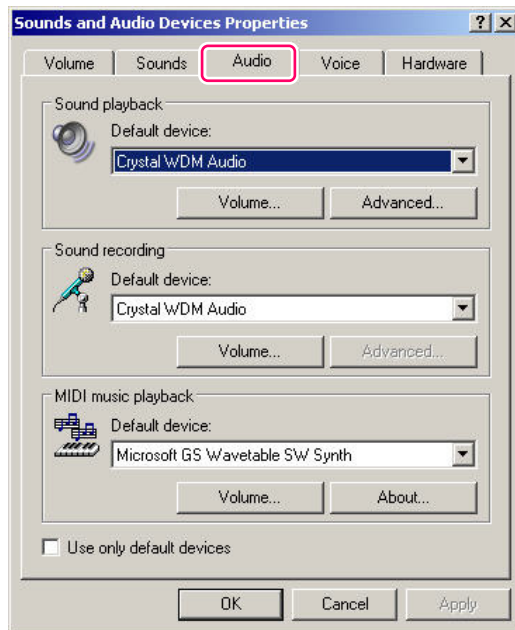 Sounds and Audio Devices Properties
Volume Sounds Audio Voice Hardware
Sound playback
Default device:
Crystal WDM Audio
Volume... Advanced...
Sound recording
Default device:
Crystal WDM Audio
Volume... Advanced...
MIDI music playback
Default device:
Microsoft GS Wavetable SW Synth
Volume... About...
Use only default devices
OK Cancel Apply